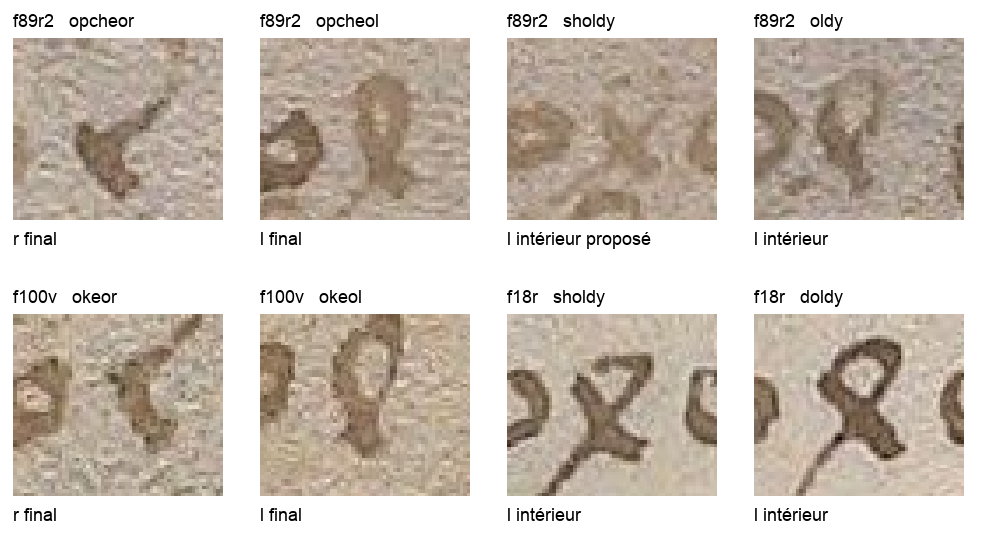 f89r2 opcheor f89r2 opcheol f89r2 sholdy f89r2 oldy
r final l final l intérieur proposé l intérieur
f100v okeor f100v okeol f18r sholdy f18r doldy
r final l final l intérieur l intérieur